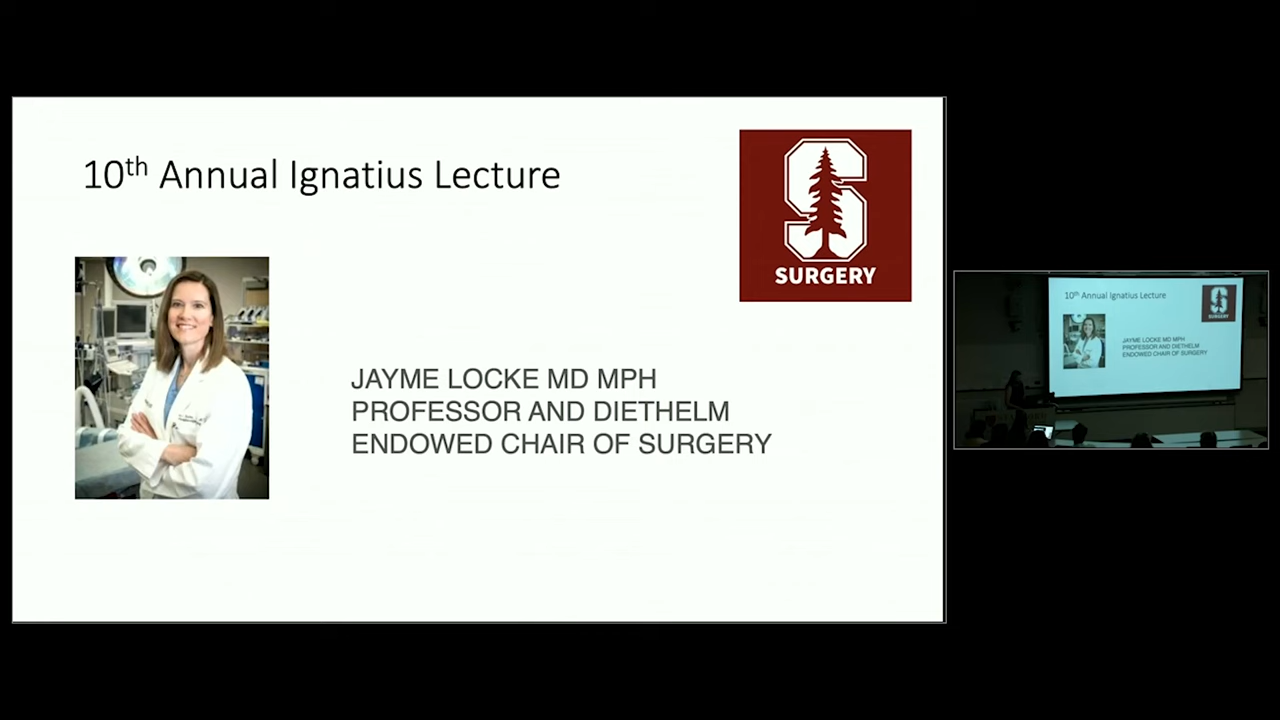 10th Annual Ignatius Lecture
SURGERY
JAYME LOCKE MD MPH
PROFESSOR AND DIETHELM
ENDOWED CHAIR OF SURGERY
10th Annual Ignatius Lecture
SURGERY
JAYME LOCKE MD MPH
PROFESSOR AND DIETHELM
ENDOWED CHAIR OF SURGERY